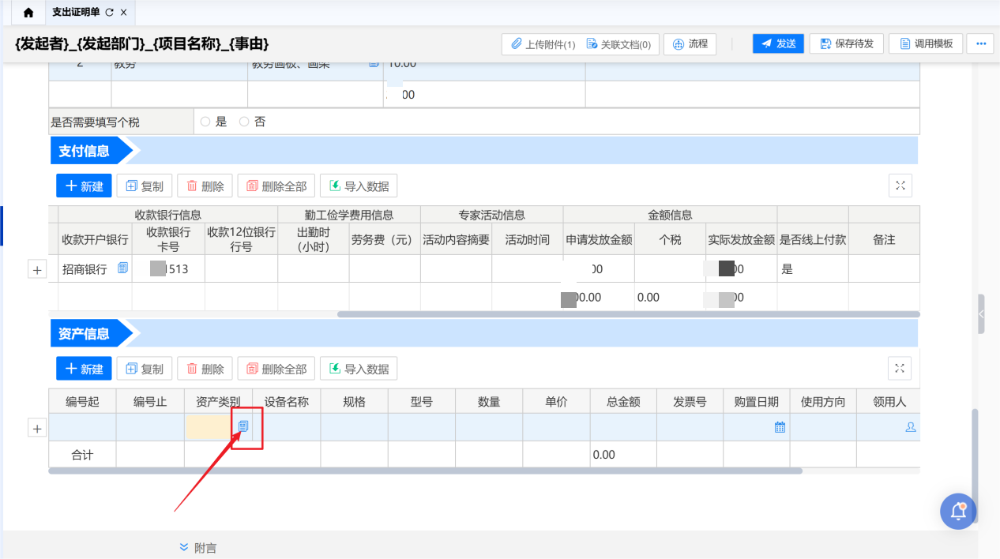 支出证明单
{发起者}_{发起部门}_{项目名称}_{事由}
上传附件(1) 关联文档(0) 流程 发送 保存待发 调用模板
2 教务 教务画板、画架 10.00
00
是否需要填写个税 是 否
支付信息
新建 复制 删除 删除全部 导入数据
收款银行信息 勤工俭学费用信息 专家活动信息 金额信息
收款开户银行 收款银行卡号 收款12位银行行号 出勤时(小时) 劳务费（元） 活动内容摘要 活动时间 申请发放金额 个税 实际发放金额 是否线上付款 备注
招商银行 1513 00 00 是
00.00 0.00 00
资产信息
新建 复制 删除 删除全部 导入数据
编号起 编号止 资产类别 设备名称 规格 型号 数量 单价 总金额 发票号 购置日期 使用方向 领用人
合计 0.00
附言